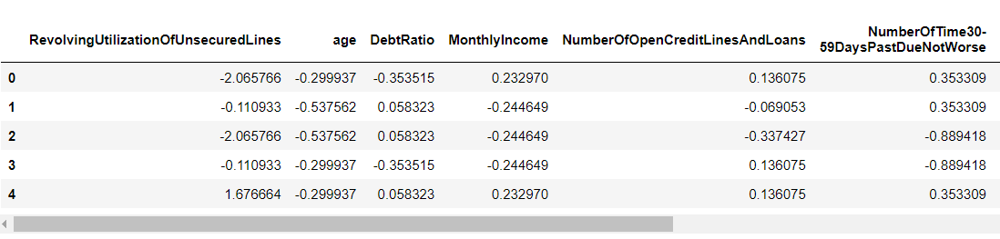 RevolvingUtilizationOfUnsecuredLines age DebtRatio MonthlyIncome NumberOfOpenCreditLinesAndLoans NumberOfTime30-
59DaysPastDueNotWorse
0 -2.065766 -0.299937 -0.353515 0.232970 0.136075 0.353309
1 -0.110933 -0.537562 0.058323 -0.244649 -0.069053 0.353309
2 -2.065766 -0.537562 0.058323 -0.244649 -0.337427 -0.889418
3 -0.110933 -0.299937 -0.353515 -0.244649 0.136075 -0.889418
4 1.676664 -0.299937 0.058323 0.232970 0.136075 0.353309